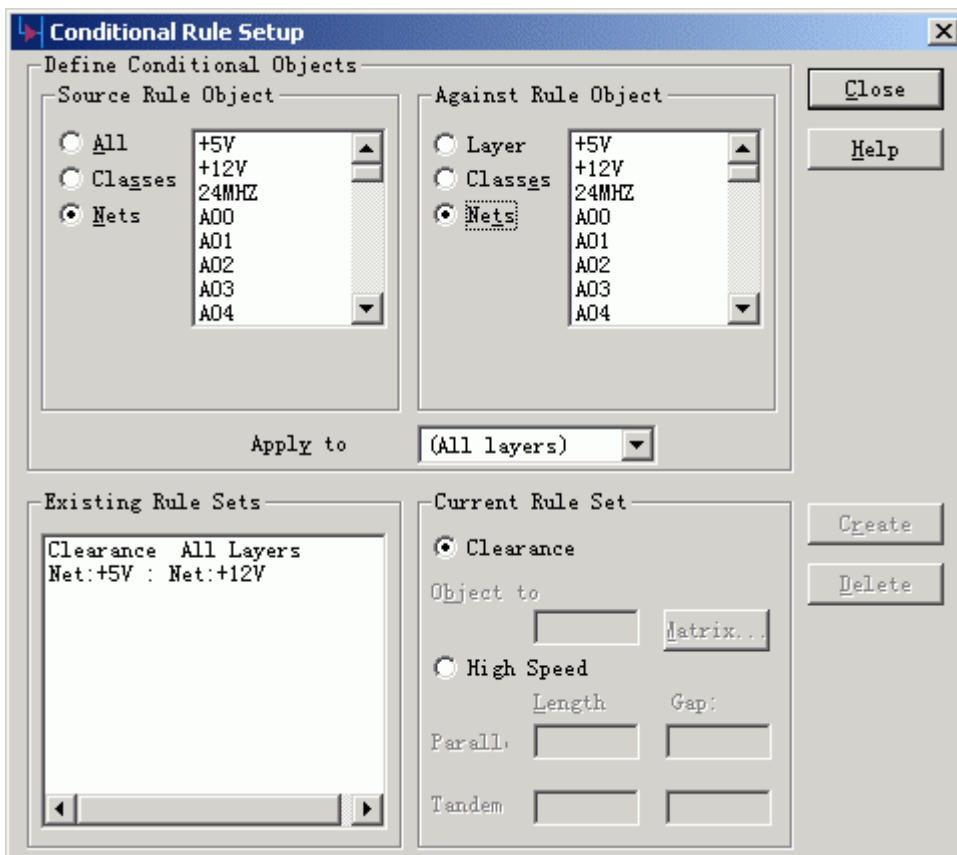 Conditional Rule Setup
Define Conditional Objects
Source Rule Object
All
Classes
Nets
+5V
+12V
24MHZ
A00
A01
A02
A03
A04
Against Rule Object
Layer
Classes
Nets
+5V
+12V
24MHZ
A00
A01
A02
A03
A04
Apply to
(All layers)
Close
Help
Existing Rule Sets
Clearance All Layers
Net:+5V : Net:+12V
Current Rule Set
Clearance
Object to
Matrix...
High Speed
Length Gap:
Parall
Tandem
Create
Delete